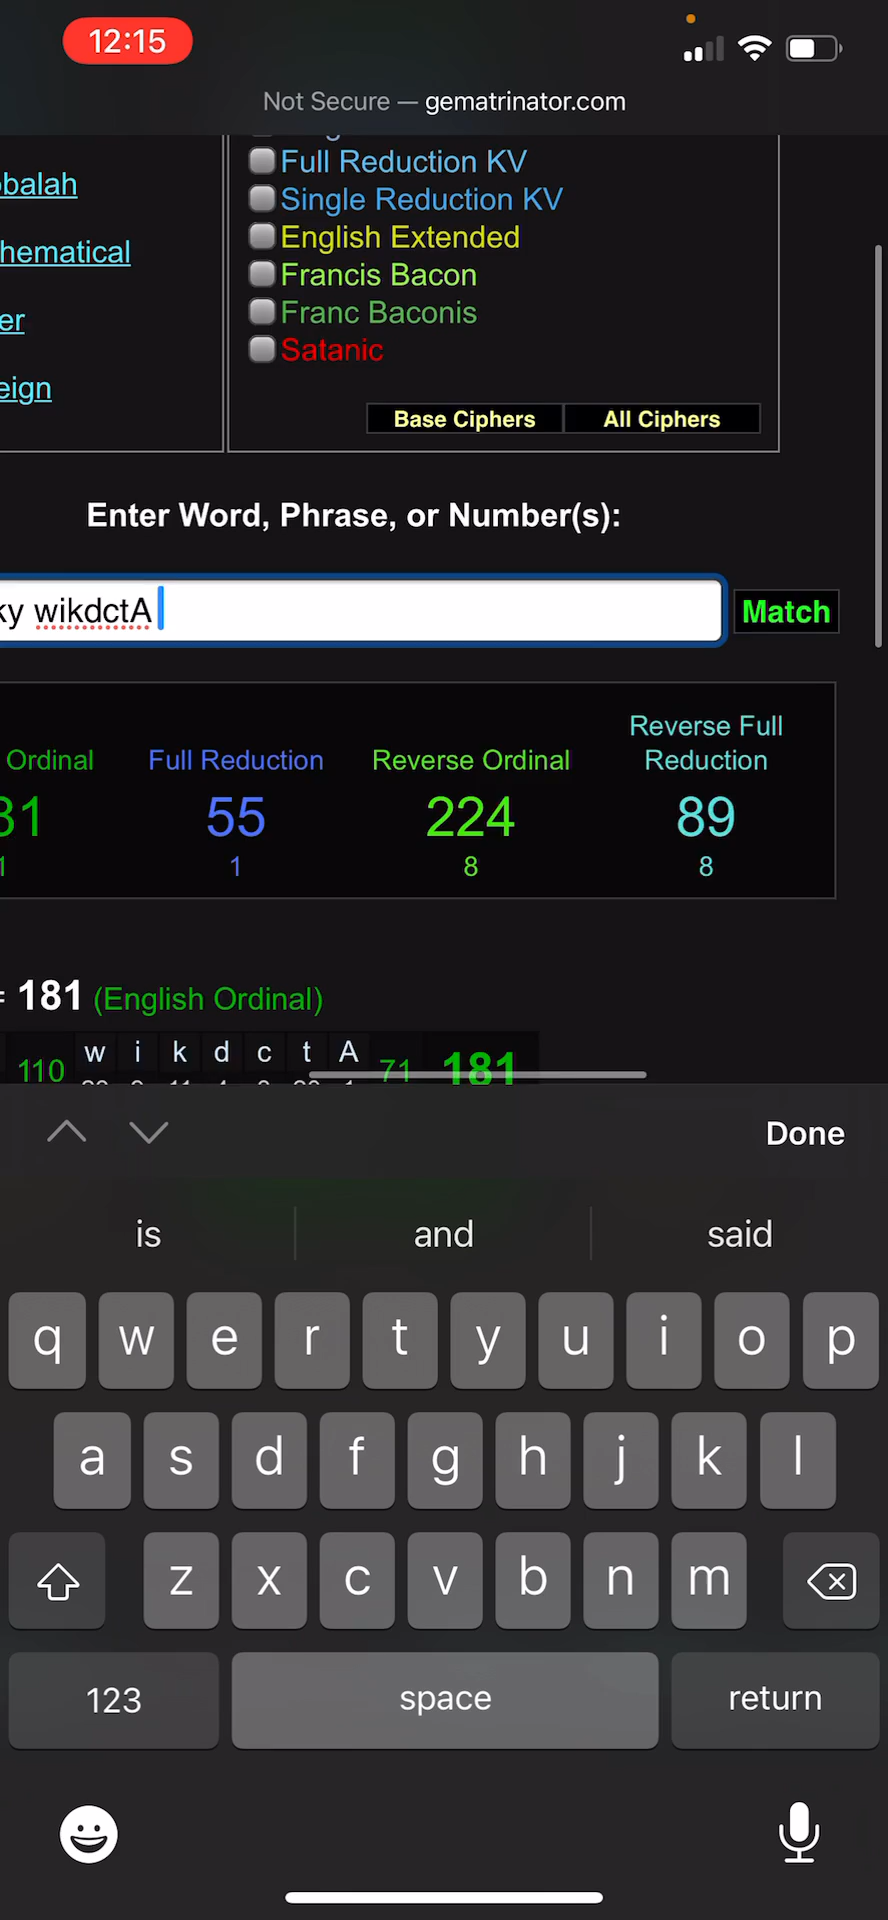 12:15
Not Secure — gematrinator.com
Full Reduction KV
balah
Single Reduction KV
hematical
English Extended
Francis Bacon
er
Franc Baconis
Satanic
eign
Base Ciphers All Ciphers
Enter Word, Phrase, or Number(s):
ky wikdctA
Match
Ordinal Full Reduction Reverse Ordinal Reverse Full Reduction
31 55 224 89
1 1 8 8
= 181 (English Ordinal)
110 w i k d c t A 71 181
Done
is and said
q w e r t y u i o p
a s d f g h j k l
z x c v b n m
123 space return